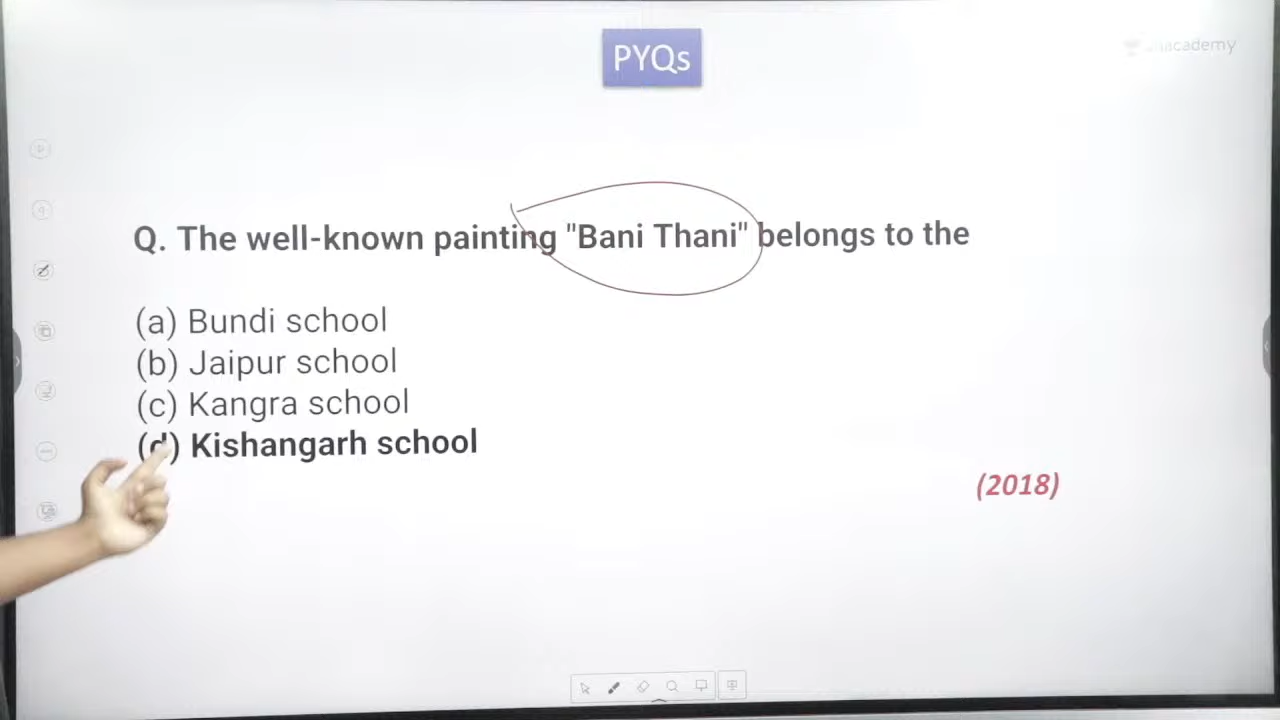 PYQs
Q. The well-known painting "Bani Thani" belongs to the
(a) Bundi school
(b) Jaipur school
(c) Kangra school
(d) Kishangarh school
(2018)